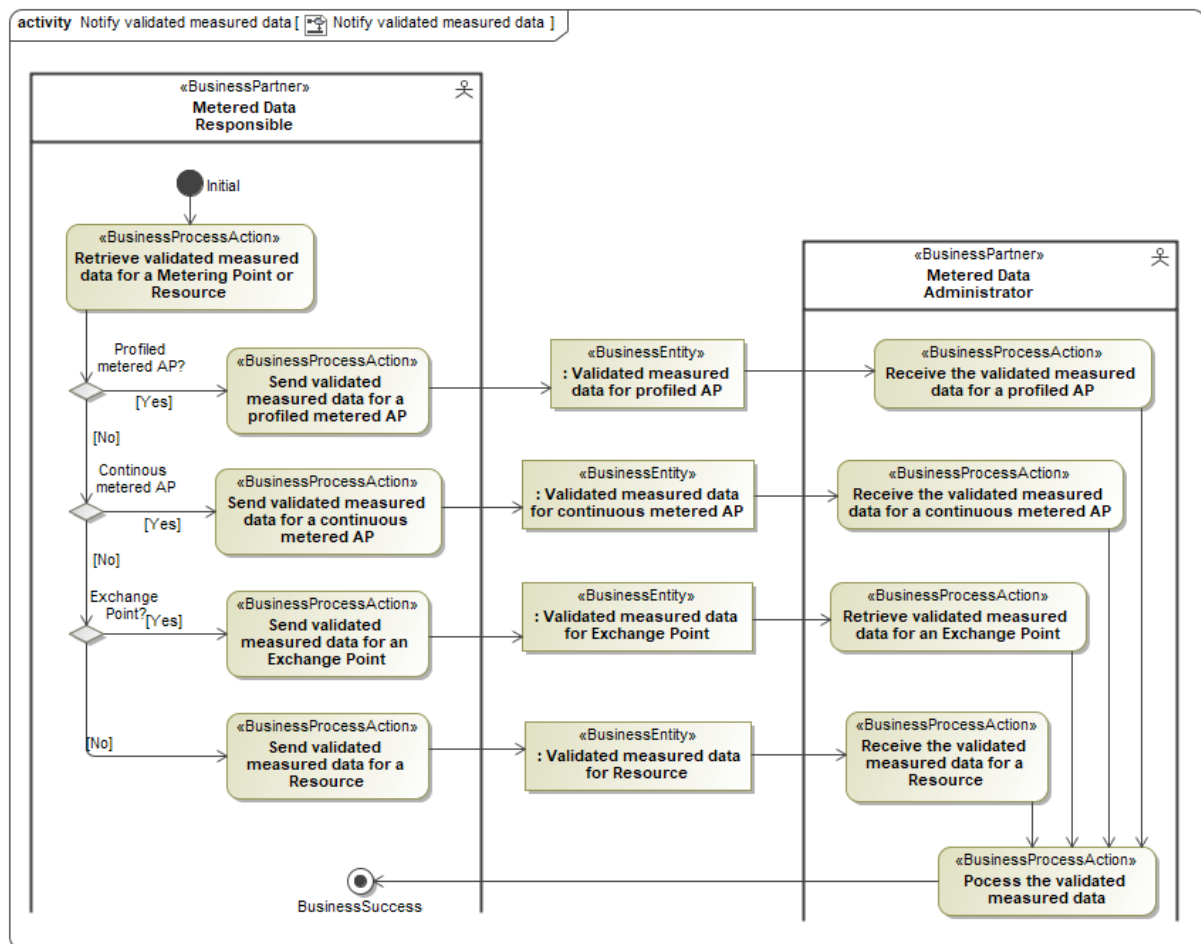 activity Notify validated measured data [ Notify validated measured data ]
«BusinessPartner»
Metered Data
Responsible
Initial
«BusinessProcessAction»
Retrieve validated measured
data for a Metering Point or
Resource
Profiled
metered AP?
[Yes]
[No]
«BusinessProcessAction»
Send validated
measured data for a
profiled metered AP
«BusinessEntity»
: Validated measured
data for profiled AP
«BusinessPartner»
Metered Data
Administrator
«BusinessProcessAction»
Receive the validated measured
data for a profiled AP
Continous
metered AP
[Yes]
[No]
«BusinessProcessAction»
Send validated measured
data for a continuous
metered AP
«BusinessEntity»
: Validated measured data
for continuous metered AP
«BusinessProcessAction»
Receive the validated measured
data for a continuous metered AP
Exchange
Point?
[Yes]
[No]
«BusinessProcessAction»
Send validated
measured data for an
Exchange Point
«BusinessEntity»
: Validated measured data
for Exchange Point
«BusinessProcessAction»
Retrieve validated measured
data for an Exchange Point
«BusinessProcessAction»
Send validated
measured data for a
Resource
«BusinessEntity»
: Validated measured data
for Resource
«BusinessProcessAction»
Receive the validated
measured data for a
Resource
«BusinessProcessAction»
Pocess the validated
measured data
BusinessSuccess